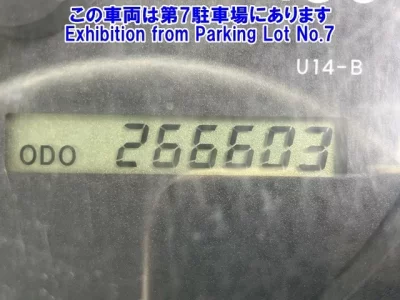 この車両は第7駐車場にあります
Exhibition from Parking Lot No.7
U14-B
ODO 266603